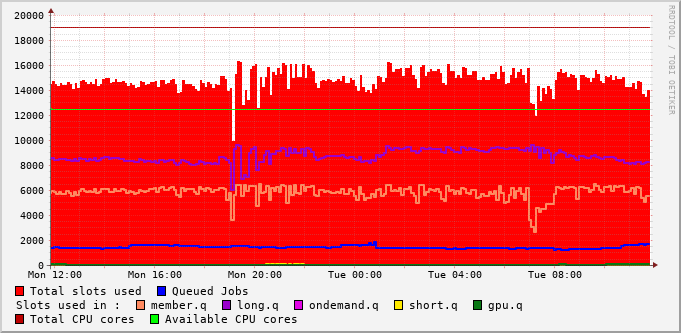 20000
18000
16000
14000
12000
10000
8000
6000
4000
2000
0
Mon 12:00 Mon 16:00 Mon 20:00 Tue 00:00 Tue 04:00 Tue 08:00
Total slots used Queued Jobs
Slots used in : member.q long.q ondemand.q short.q gpu.q
Total CPU cores Available CPU cores
RRDTOOL / TOBI OETIKER